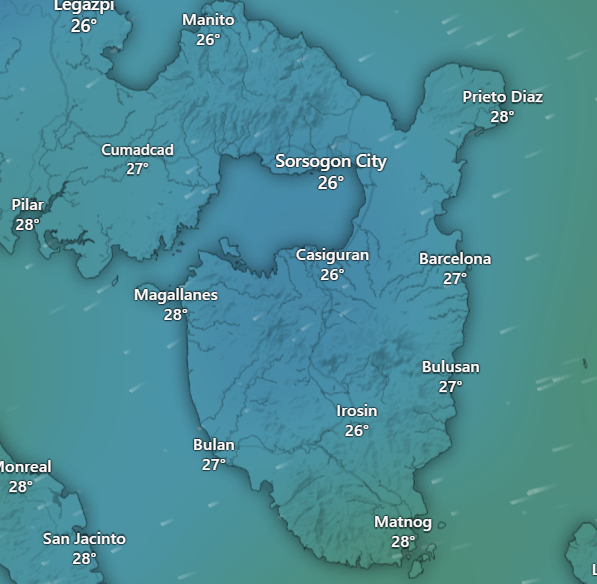 Legazpi
26°
Manito
26°
Prieto Diaz
28°
Cumadcad
27°
Sorsogon City
26°
Pilar
28°
Casiguran
26°
Barcelona
27°
Magallanes
28°
Bulusan
27°
Irosin
26°
Bulan
27°
Monreal
28°
Matnog
28°
San Jacinto
28°